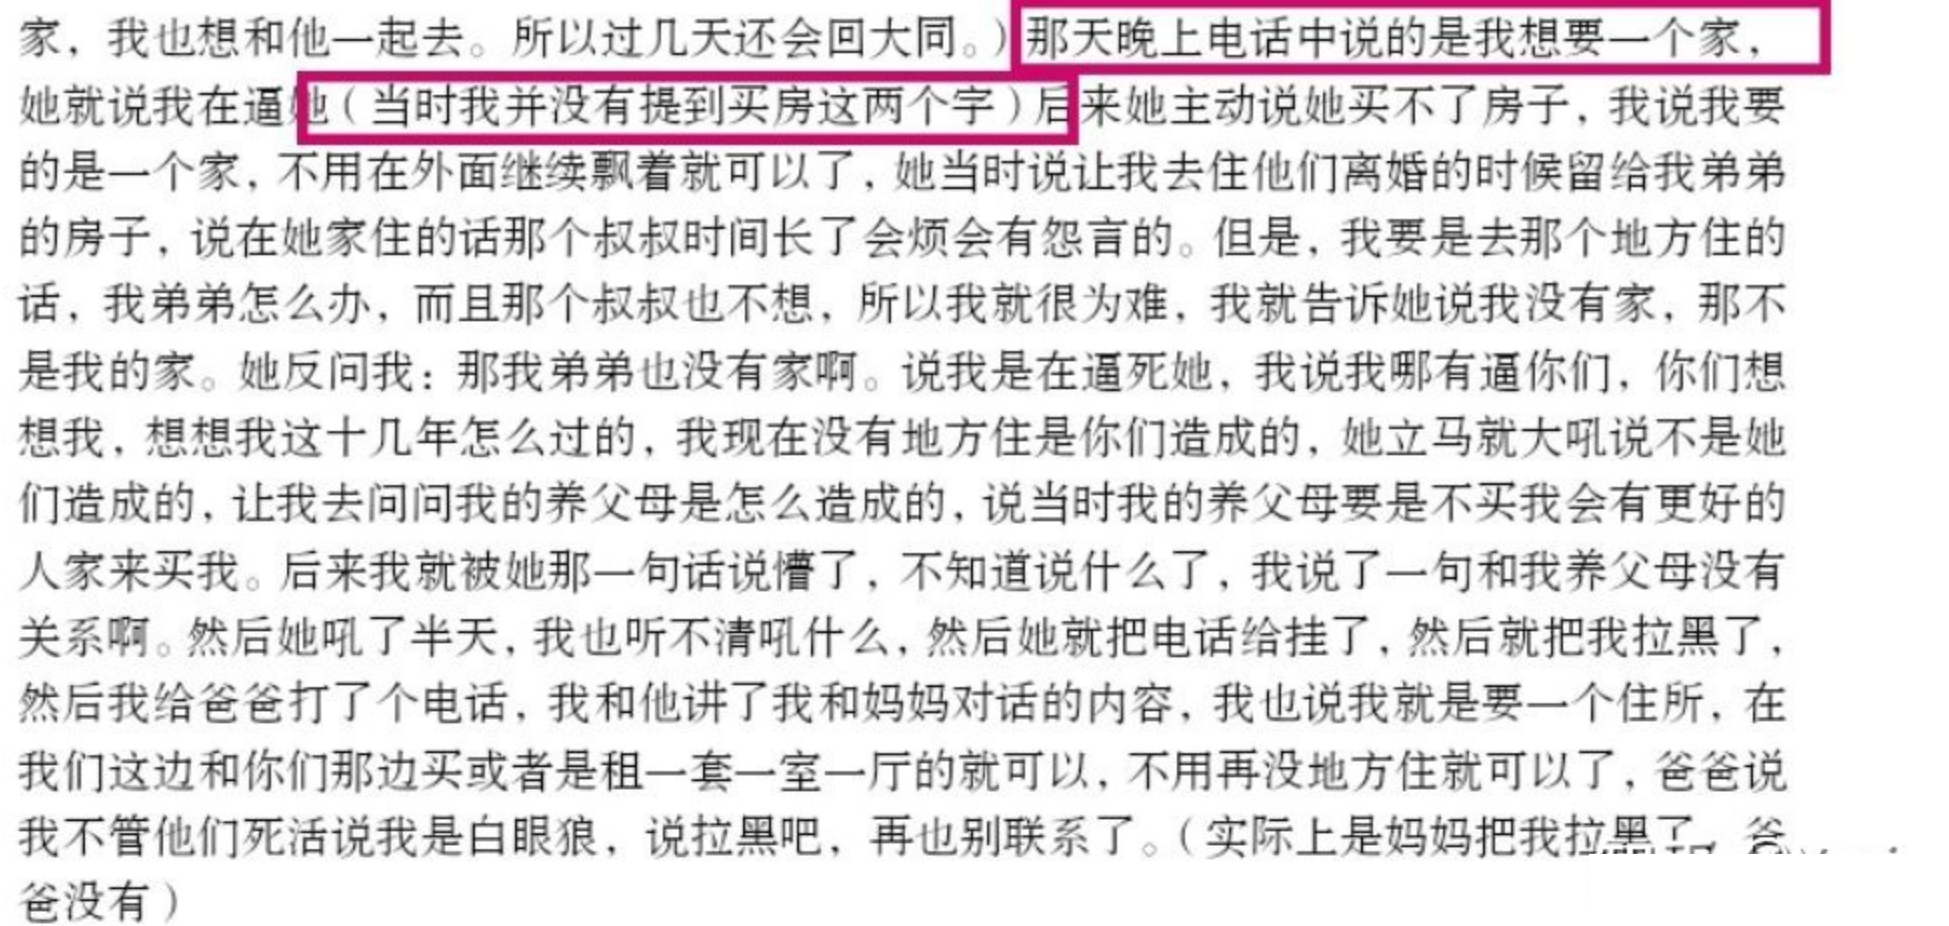 家，我也想和他一起去。所以过几天还会回大同。）那天晚上电话中说的是我想要一个家，
她就说我在逼她（当时我并没有提到买房这两个字）后来她主动说她买不了房子，我说我要
的是一个家，不用在外面继续飘着就可以了，她当时说让我去住他们离婚的时候留给我弟弟
的房子，说在她家住的话那个叔叔时间长了会烦会有怨言的。但是，我要是去那个地方住的
话，我弟弟怎么办，而且那个叔叔也不想，所以我就很为难，我就告诉她说我没有家，那不
是我的家。她反问我：那我弟弟也没有家啊。说我是在逼死她，我说我哪有逼你们，你们想
想我，想想我这十几年怎么过的，我现在没有地方住是你们造成的，她立马就大吼说不是她
们造成的，让我去问问我的养父母是怎么造成的，说当时我的养父母要是不买我会有更好的
人家来买我。后来我就被她那一句话说懵了，不知道说什么了，我说了一句和我养父母没有
关系啊。然后她吼了半天，我也听不清吼什么，然后她就把电话给挂了，然后就把我拉黑了，
然后我给爸爸打了个电话，我和他讲了我和妈妈对话的内容，我也说我就是要一个住所，在
我们这边和你们那边买或者是租一套一室一厅的就可以，不用再没地方住就可以了，爸爸说
我不管他们死活说我是白眼狼，说拉黑吧，再也别联系了。（实际上是妈妈把我拉黑了，爸
爸没有）